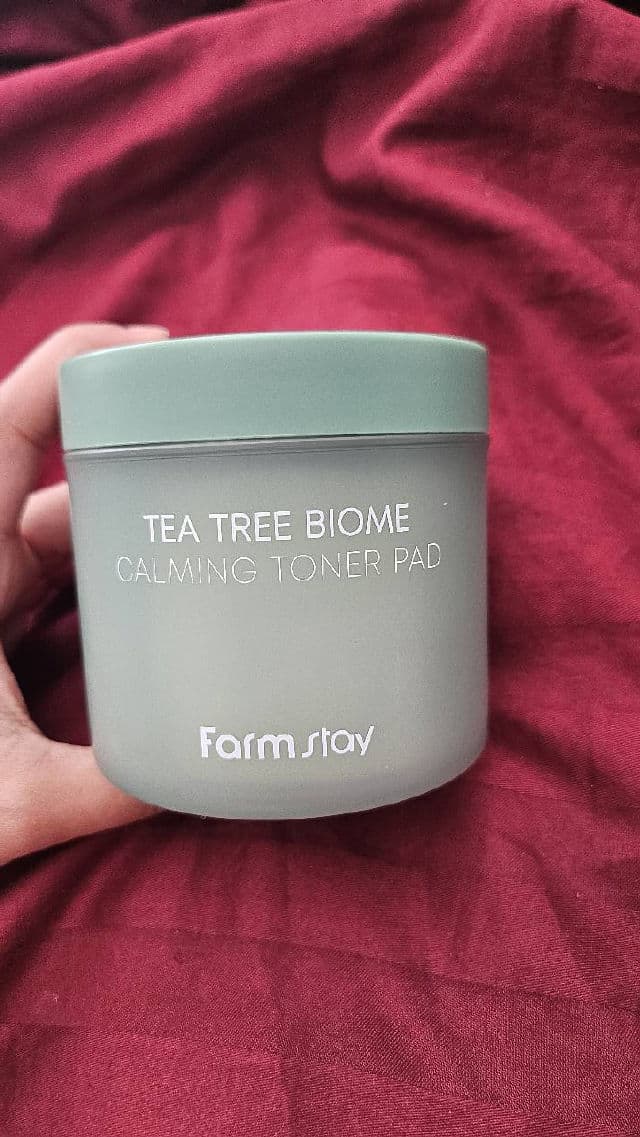 TEA TREE BIOME
CALMING TONER PAD
Farm stay